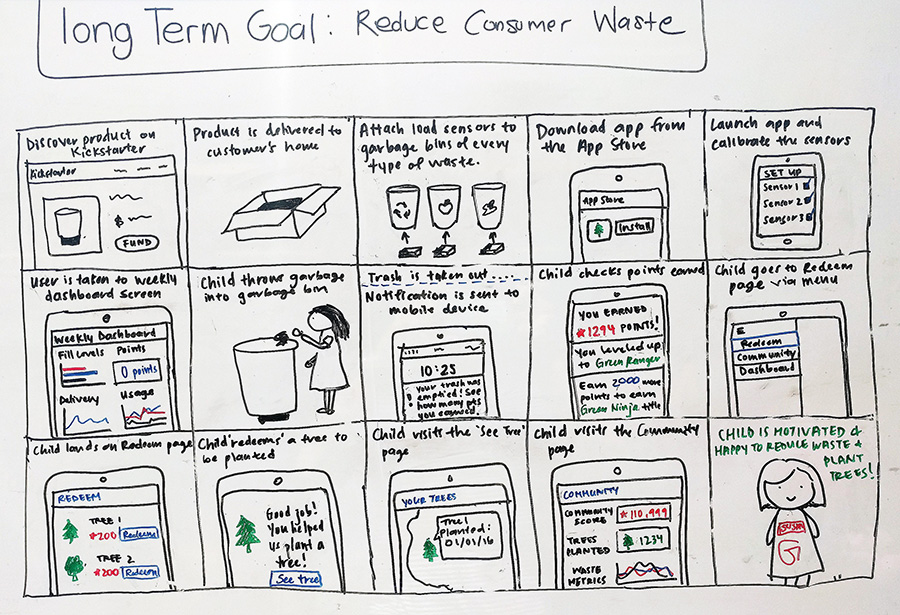 long Term Goal: Reduce Consumer Waste
Discover product on
Kickstarter
Kickstarter
$
FUND
Product is delivered to
customer's home
Attach load sensors to
garbage bins of every
type of waste.
Download app from
the App Store
App Store
Install
Launch app and
calibrate the sensors
SET UP
Sensor 1
Sensor 2
Sensor 3
User is taken to weekly
dashboard screen
Weekly Dashboard
Fill levels Points
0 points
Delivery Usage
Child throws garbage
into garbage bin
Trash is taken out....
Notification is sent to
mobile device
10:25
your trash was
emptied! See
how many pts
you earned!
Child checks points earned
YOU EARNED
*1294 POINTS!
You leveled up
to Green Ranger
Earn 2000 more
points to earn
Green Ninja title
Child goes to Redeem
page via menu
Redeem
Community
Dashboard
Child lands on Redeem page
REDEEM
TREE 1
*200 Redeem
TREE 2
*200 Redeem
Child 'redeems' a tree to
be planted
Good job!
You helped
us plant a
tree!
See tree
Child visits the 'See Tree'
page
YOUR TREES
Tree 1
planted:
01/01/16
Child visits the Community
page
COMMUNITY
COMMUNITY
SCORE
*110,999
TREES
PLANTED
1234
WASTE
METRICS
CHILD IS MOTIVATED &
HAPPY TO REDUCE WASTE &
PLANT
TREES!